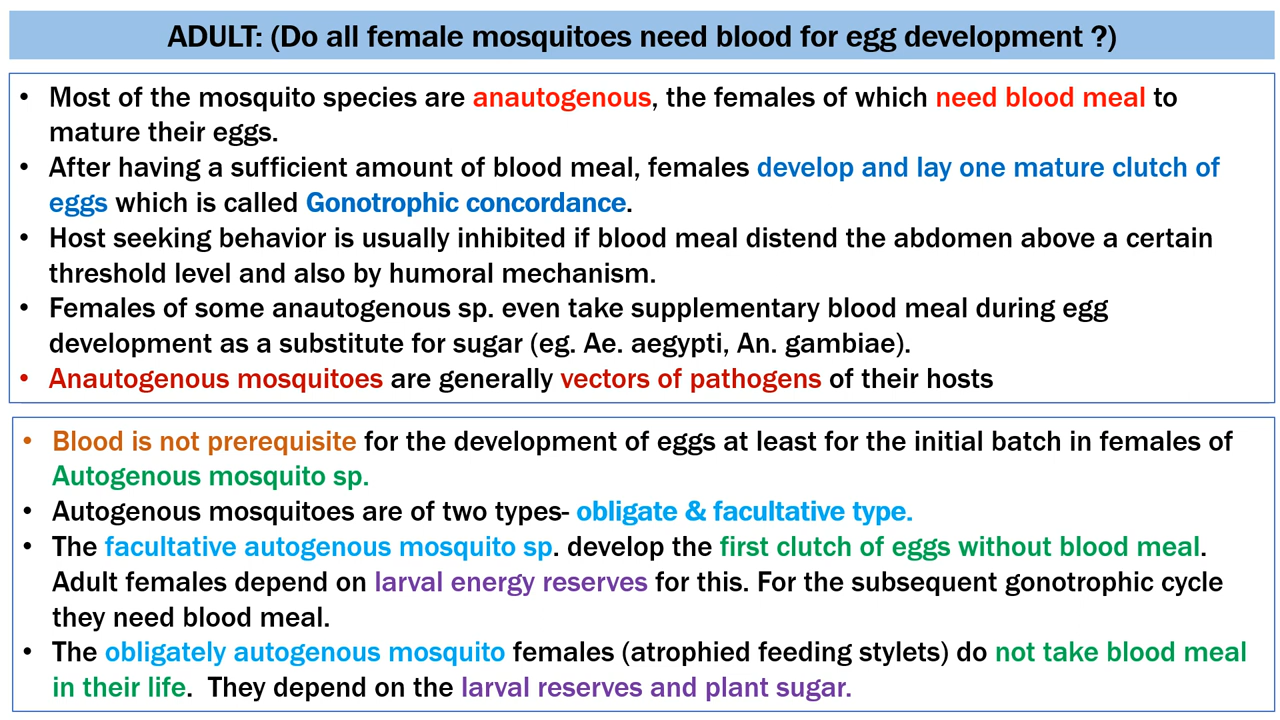 ADULT: (Do all female mosquitoes need blood for egg development ?)
• Most of the mosquito species are anautogenous, the females of which need blood meal to
mature their eggs.
• After having a sufficient amount of blood meal, females develop and lay one mature clutch of
eggs which is called Gonotrophic concordance.
• Host seeking behavior is usually inhibited if blood meal distend the abdomen above a certain
threshold level and also by humoral mechanism.
• Females of some anautogenous sp. even take supplementary blood meal during egg
development as a substitute for sugar (eg. Ae. aegypti, An. gambiae).
• Anautogenous mosquitoes are generally vectors of pathogens of their hosts
• Blood is not prerequisite for the development of eggs at least for the initial batch in females of
Autogenous mosquito sp.
• Autogenous mosquitoes are of two types- obligate & facultative type.
• The facultative autogenous mosquito sp. develop the first clutch of eggs without blood meal.
Adult females depend on larval energy reserves for this. For the subsequent gonotrophic cycle
they need blood meal.
• The obligately autogenous mosquito females (atrophied feeding stylets) do not take blood meal
in their life. They depend on the larval reserves and plant sugar.